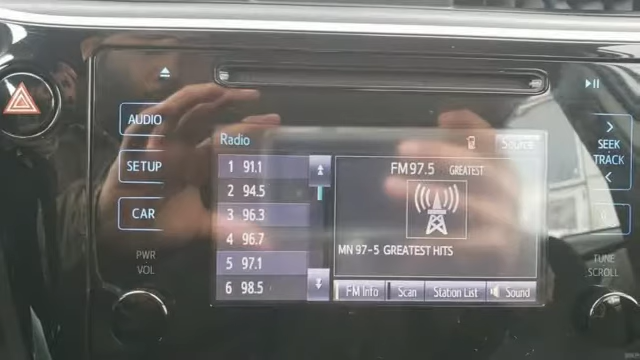 AUDIO
SETUP
CAR
PWR
VOL
Radio
Source
1 91.1
2 94.5
3 96.3
4 96.7
5 97.1
6 98.5
FM97.5 GREATEST
MN 97-5 GREATEST HITS
FM Info
Scan
Station List
Sound
SEEK
TRACK
TUNE
SCROLL